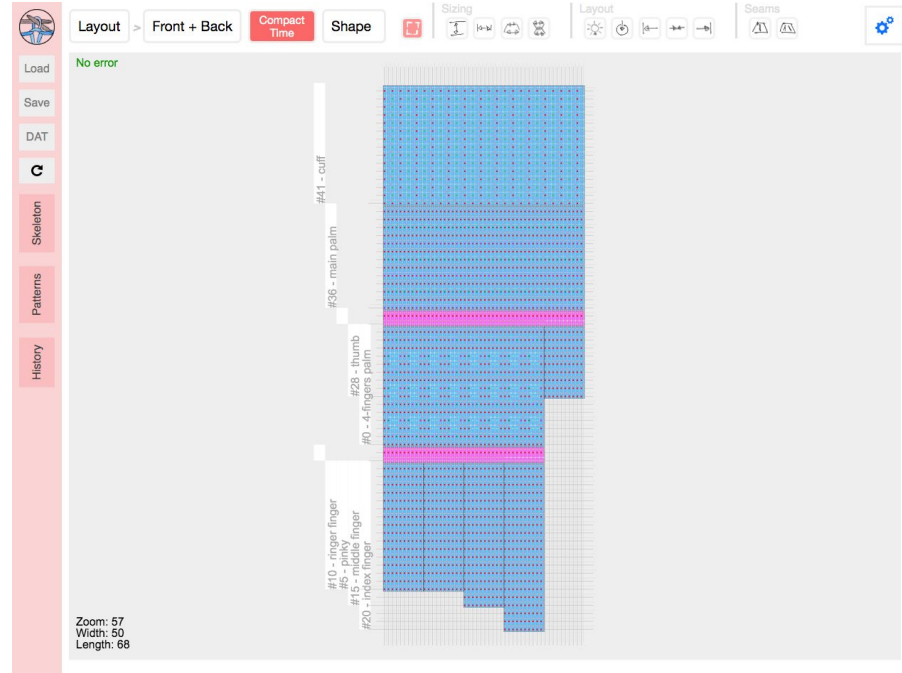 Layout > Front + Back Compact Time Shape
Sizing
Layout
Seams
Load
Save
DAT
Skeleton
Patterns
History
No error
#41 - cuff
#36 - main palm
#28 - thumb
#0 - 4-fingers palm
#10 - ringer finger
#5 - pinky
#15 - middle finger
#20 - index finger
Zoom: 57
Width: 50
Length: 68